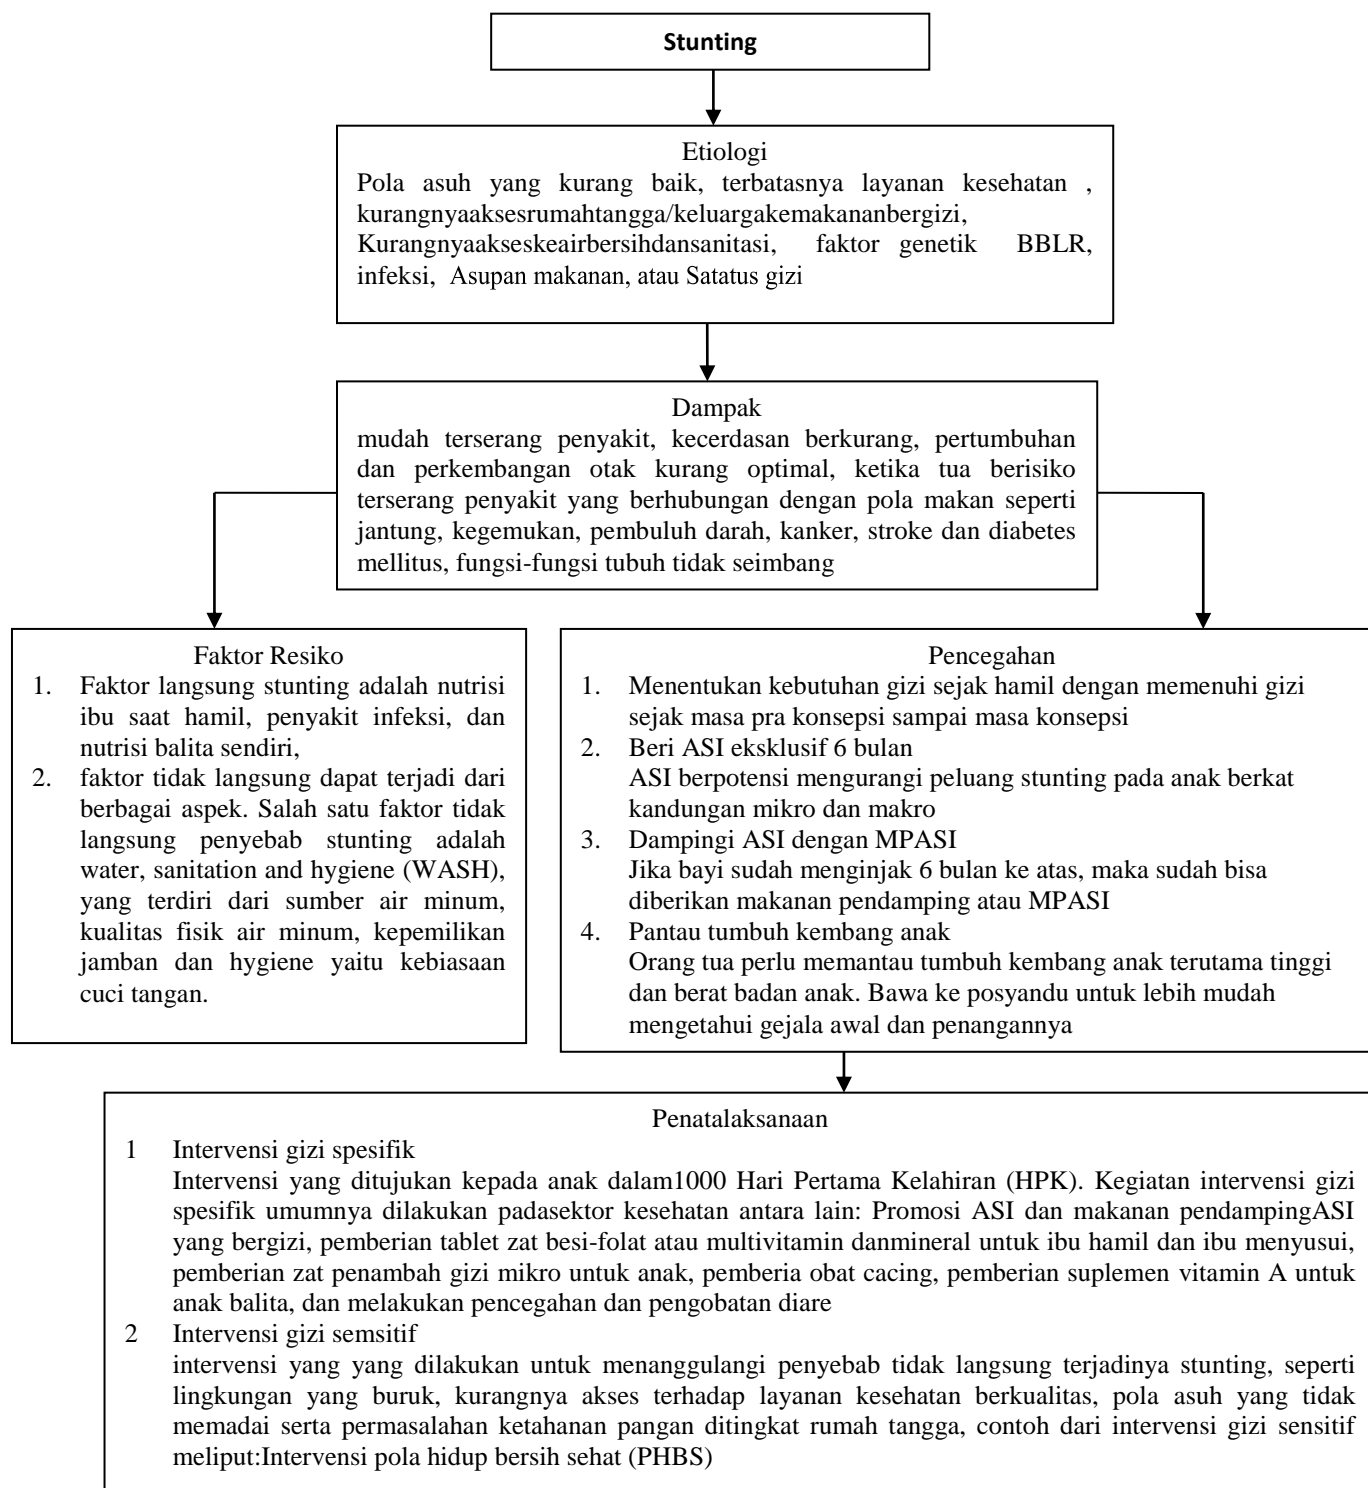 Stunting
Etiologi
Pola asuh yang kurang baik, terbatasnya layanan kesehatan ,
kurangnyaaksesrumahtangga/keluargakemakananbergizi,
Kurangnyaakseskeairbersihdansanitasi, faktor genetik BBLR,
infeksi, Asupan makanan, atau Satatus gizi
Dampak
mudah terserang penyakit, kecerdasan berkurang, pertumbuhan
dan perkembangan otak kurang optimal, ketika tua berisiko
terserang penyakit yang berhubungan dengan pola makan seperti
jantung, kegemukan, pembuluh darah, kanker, stroke dan diabetes
mellitus, fungsi-fungsi tubuh tidak seimbang
Faktor Resiko
1. Faktor langsung stunting adalah nutrisi
ibu saat hamil, penyakit infeksi, dan
nutrisi balita sendiri,
2. faktor tidak langsung dapat terjadi dari
berbagai aspek. Salah satu faktor tidak
langsung penyebab stunting adalah
water, sanitation and hygiene (WASH),
yang terdiri dari sumber air minum,
kualitas fisik air minum, kepemilikan
jamban dan hygiene yaitu kebiasaan
cuci tangan.
Pencegahan
1. Menentukan kebutuhan gizi sejak hamil dengan memenuhi gizi
sejak masa pra konsepsi sampai masa konsepsi
2. Beri ASI eksklusif 6 bulan
ASI berpotensi mengurangi peluang stunting pada anak berkat
kandungan mikro dan makro
3. Dampingi ASI dengan MPASI
Jika bayi sudah menginjak 6 bulan ke atas, maka sudah bisa
diberikan makanan pendamping atau MPASI
4. Pantau tumbuh kembang anak
Orang tua perlu memantau tumbuh kembang anak terutama tinggi
dan berat badan anak. Bawa ke posyandu untuk lebih mudah
mengetahui gejala awal dan penangannya
Penatalaksanaan
1 Intervensi gizi spesifik
Intervensi yang ditujukan kepada anak dalam1000 Hari Pertama Kelahiran (HPK). Kegiatan intervensi gizi
spesifik umumnya dilakukan padasektor kesehatan antara lain: Promosi ASI dan makanan pendampingASI
yang bergizi, pemberian tablet zat besi-folat atau multivitamin danmineral untuk ibu hamil dan ibu menyusui,
pemberian zat penambah gizi mikro untuk anak, pemberia obat cacing, pemberian suplemen vitamin A untuk
anak balita, dan melakukan pencegahan dan pengobatan diare
2 Intervensi gizi semsitif
intervensi yang yang dilakukan untuk menanggulangi penyebab tidak langsung terjadinya stunting, seperti
lingkungan yang buruk, kurangnya akses terhadap layanan kesehatan berkualitas, pola asuh yang tidak
memadai serta permasalahan ketahanan pangan ditingkat rumah tangga, contoh dari intervensi gizi sensitif
meliput:Intervensi pola hidup bersih sehat (PHBS)